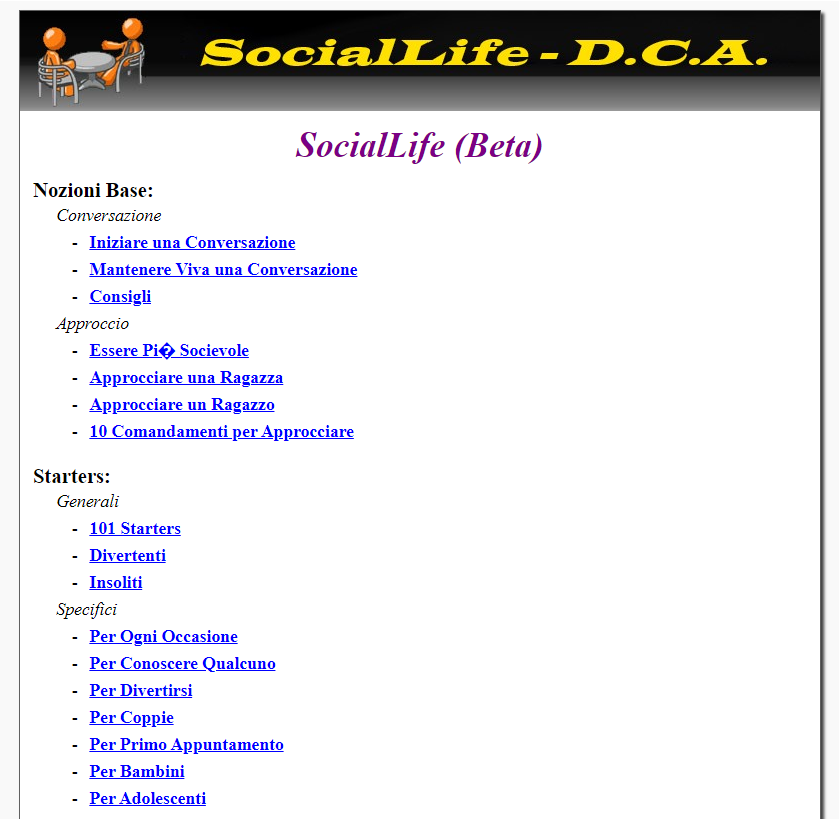 SocialLife - D.C.A.
SocialLife (Beta)
Nozioni Base:
Conversazione
- Iniziare una Conversazione
- Mantenere Viva una Conversazione
- Consigli
Approccio
- Essere Pi� Socievole
- Approcciare una Ragazza
- Approcciare un Ragazzo
- 10 Comandamenti per Approcciare
Starters:
Generali
- 101 Starters
- Divertenti
- Insoliti
Specifici
- Per Ogni Occasione
- Per Conoscere Qualcuno
- Per Divertirsi
- Per Coppie
- Per Primo Appuntamento
- Per Bambini
- Per Adolescenti